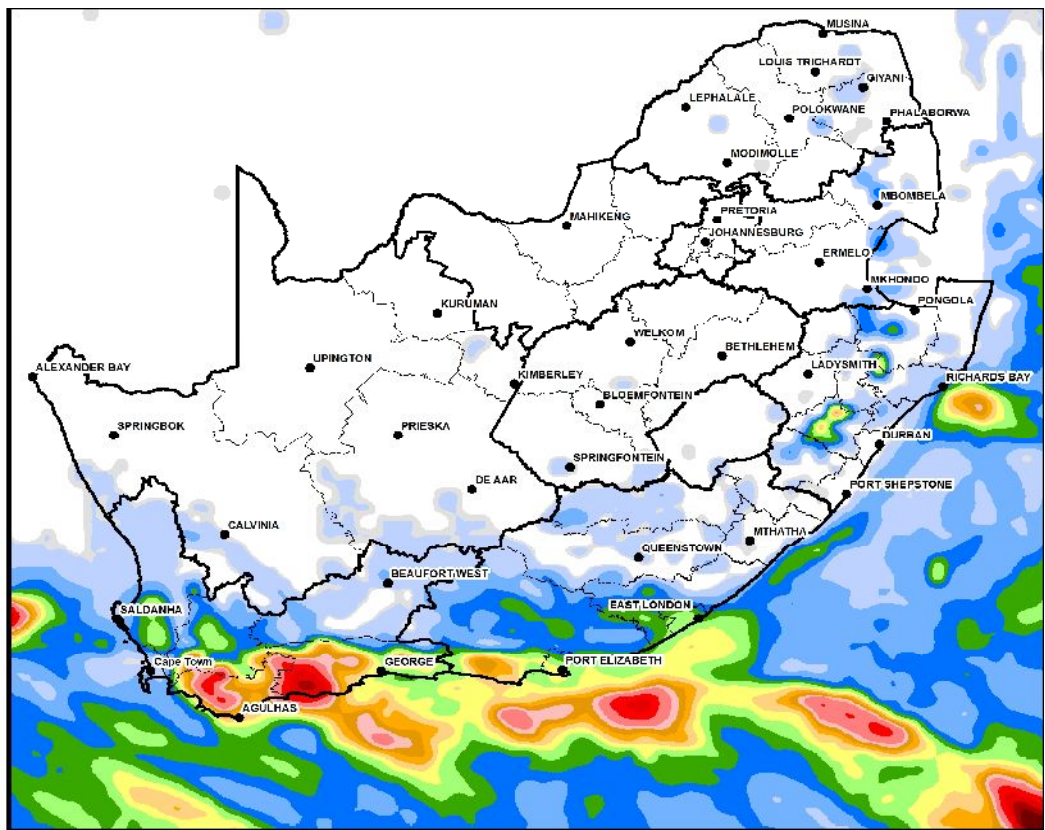 MUSINA
LOUIS TRICHARDT
GIYANI
LEPHALALE
POLOKWANE
PHALABORWA
MODIMOLLE
MBOMBELA
MAHIKENG
PRETORIA
JOHANNESBURG
ERMELO
MKHONDO
PONGOLA
KURUMAN
WELKOM
BETHLEHEM
UPINGTON
ALEXANDER BAY
LADYSMITH
KIMBERLEY
RICHARDS BAY
BLOEMFONTEIN
SPRINGBOK
PRIESKA
DURBAN
SPRINGFONTEIN
DE AAR
PORT SHEPSTONE
CALVINIA
MTHATHA
QUEENSTOWN
BEAUFORT WEST
SALDANHA
EAST LONDON
Cape Town
GEORGE
PORT ELIZABETH
AGULHAS